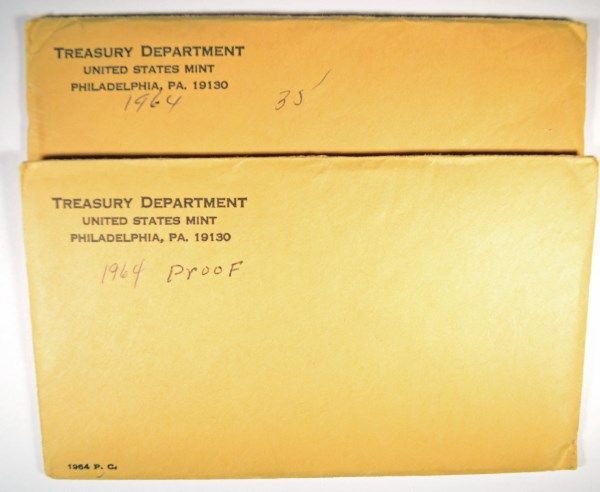 TREASURY DEPARTMENT
UNITED STATES MINT
PHILADELPHIA, PA. 19130
1964 35
TREASURY DEPARTMENT
UNITED STATES MINT
PHILADELPHIA, PA. 19130
1964 PrOOF
1964 P. C.